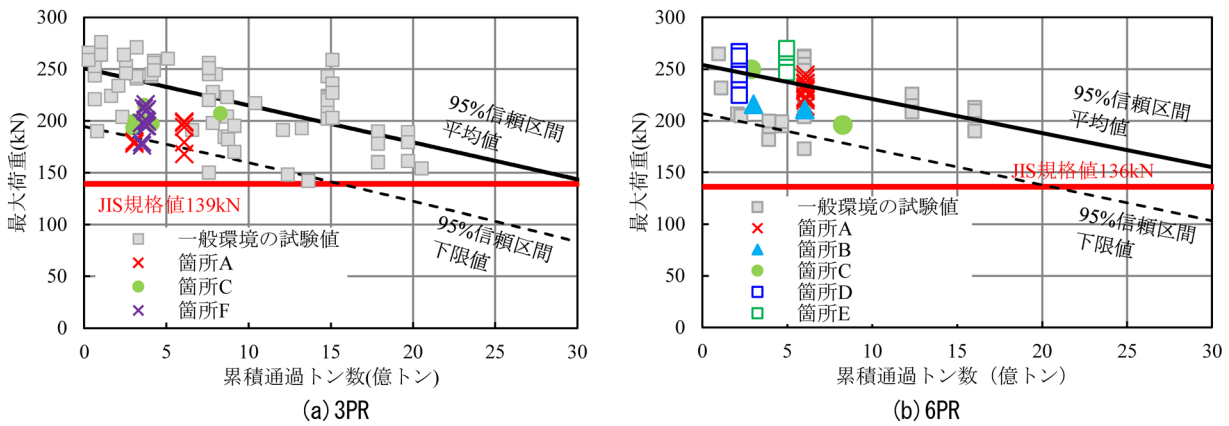 300
250
200
150
100
50
0
最大荷重(kN)
0 5 10 15 20 25 30
累積通過トン数(億トン)
95%信頼区間
平均値
JIS規格値139kN
95%信頼区間
下限値
一般環境の試験値
箇所A
箇所C
箇所F
(a) 3PR
300
250
200
150
100
50
0
最大荷重(kN)
0 5 10 15 20 25 30
累積通過トン数（億トン）
95%信頼区間
平均値
JIS規格値136kN
95%信頼区間
下限値
一般環境の試験値
箇所A
箇所B
箇所C
箇所D
箇所E
(b) 6PR